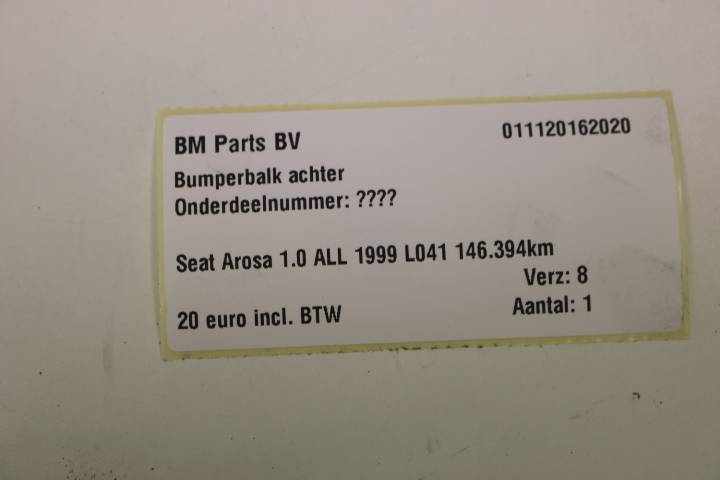 BM Parts BV 011120162020
Bumperbalk achter
Onderdeelnummer: ????
Seat Arosa 1.0 ALL 1999 L041 146.394km
Verz: 8
20 euro incl. BTW Aantal: 1